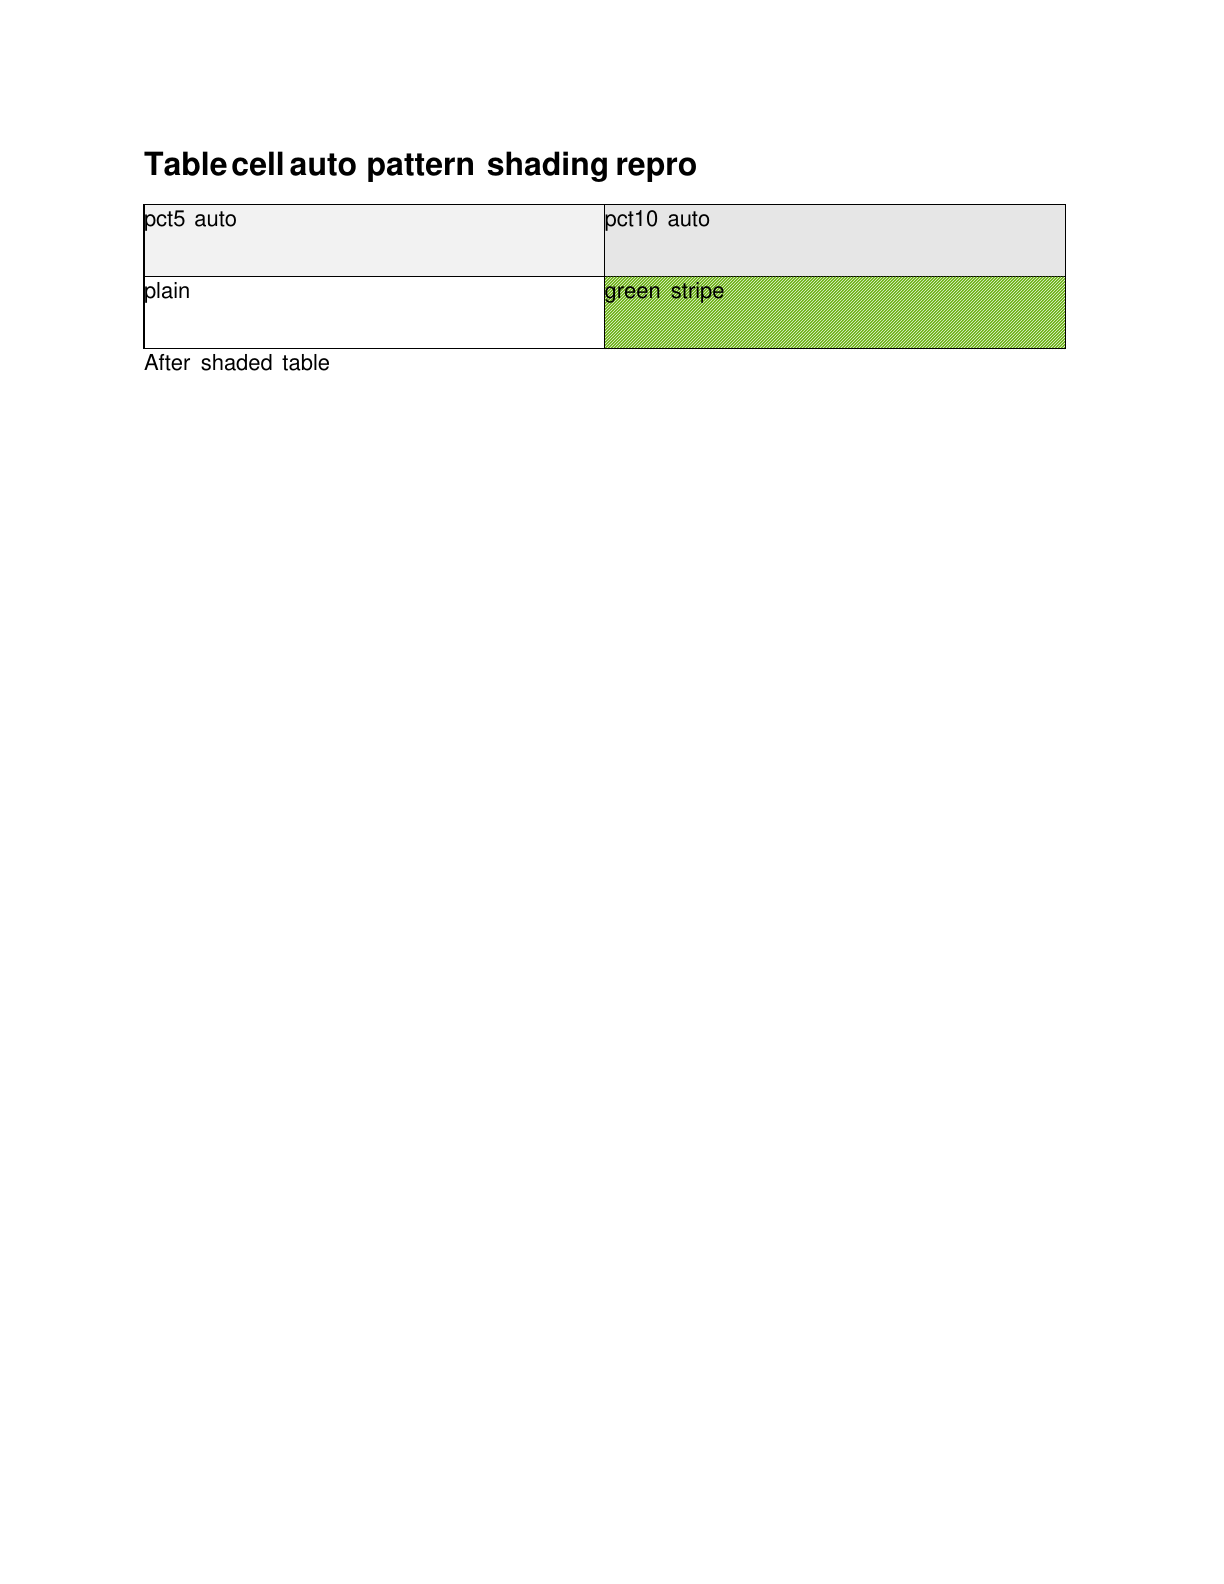 Table cell auto pattern shading repro
pct5 auto
pct10 auto
plain
green stripe
After shaded table